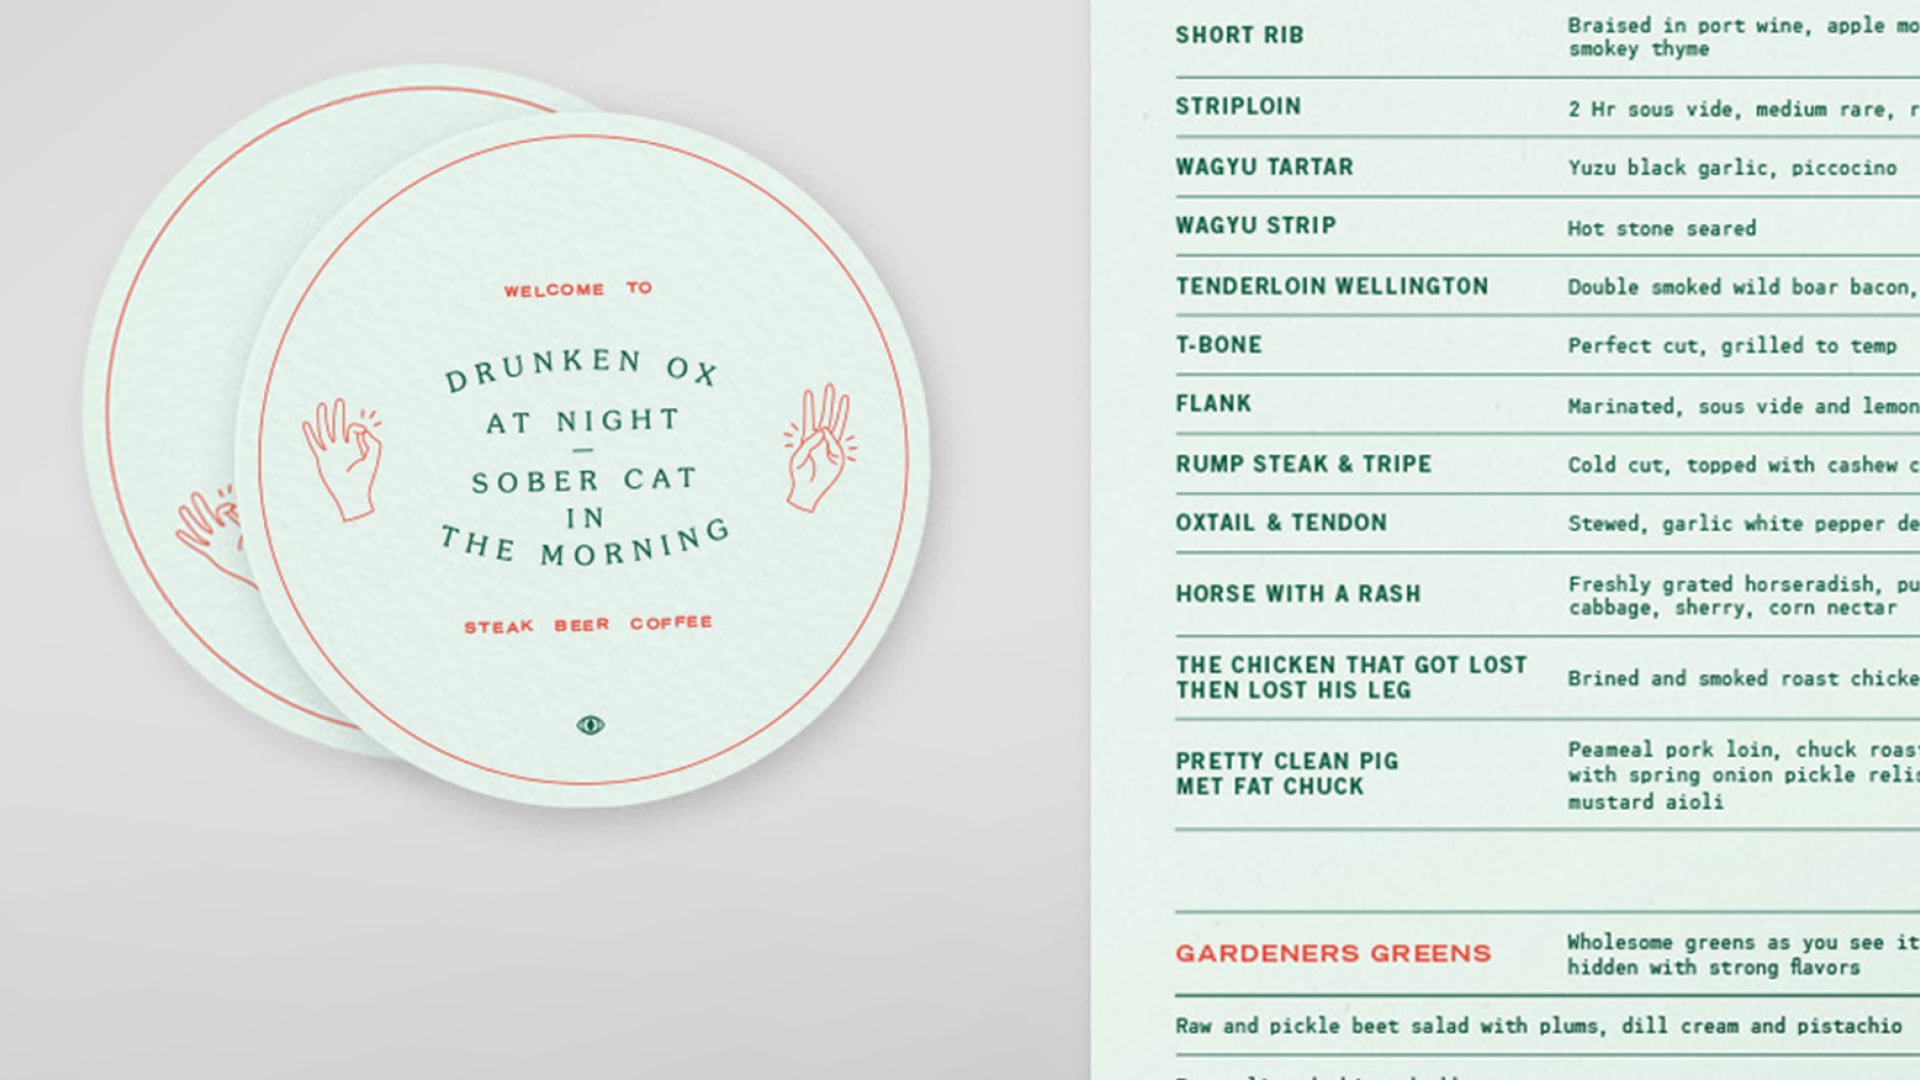 WELCOME TO
DRUNKEN OX
AT NIGHT
—
SOBER CAT
IN
THE MORNING
STEAK BEER COFFEE
SHORT RIB
Braised in port wine, apple
smokey thyme
STRIPLOIN
2 Hr sous vide, medium rare,
WAGYU TARTAR
Yuzu black garlic, piccocino
WAGYU STRIP
Hot stone seared
TENDERLOIN WELLINGTON
Double smoked wild boar bacon,
T-BONE
Perfect cut, grilled to temp
FLANK
Marinated, sous vide and lemon
RUMP STEAK & TRIPE
Cold cut, topped with cashew
OXTAIL & TENDON
Stewed, garlic white pepper
HORSE WITH A RASH
Freshly grated horseradish,
cabbage, sherry, corn nectar
THE CHICKEN THAT GOT LOST
THEN LOST HIS LEG
Brined and smoked roast
PRETTY CLEAN PIG
MET FAT CHUCK
Peameal pork loin, chuck
with spring onion pickle
mustard aioli
GARDENERS GREENS
Wholesome greens as you see it
hidden with strong flavors
Raw and pickle beet salad with plums, dill cream and pistachio